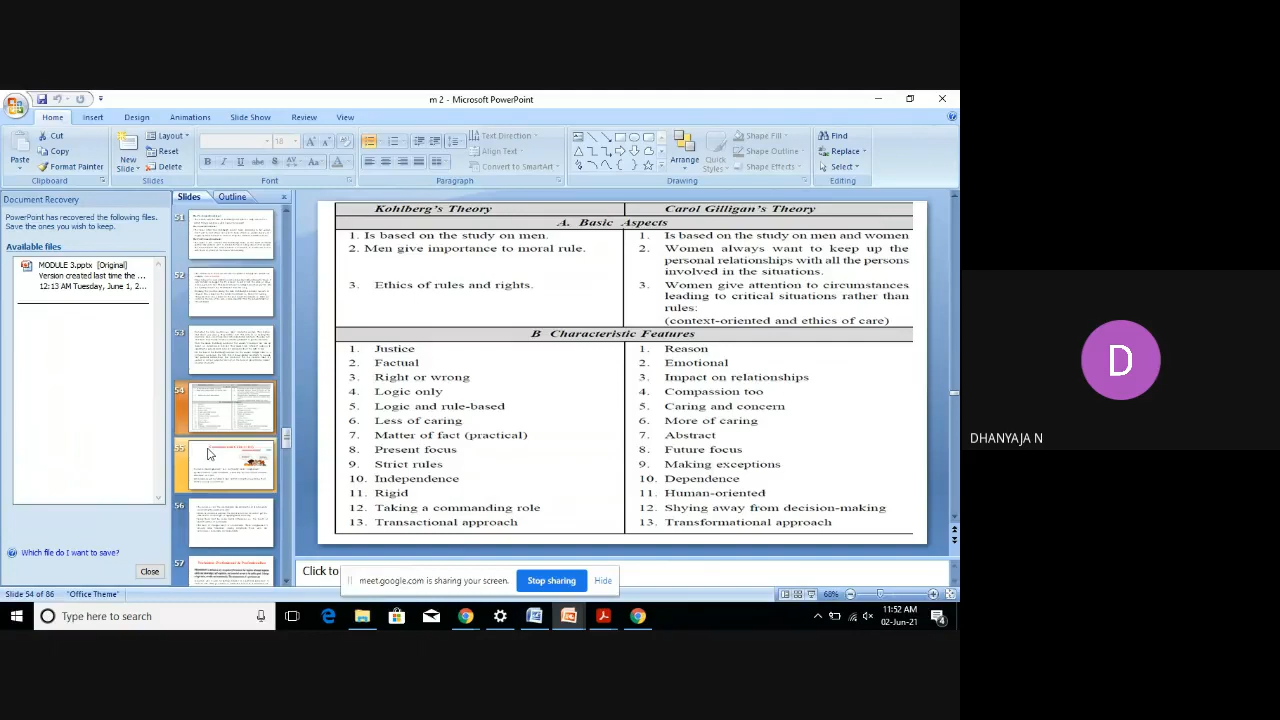 m 2 - Microsoft PowerPoint
Home Insert Design Animations Slide Show Review View
Cut
Copy
Format Painter
Paste
Clipboard
New
Slide
Layout
Reset
Delete
Slides
18
Font
Text Direction
Align Text
Convert to SmartArt
Paragraph
Arrange
Quick
Styles
Shape Fill
Shape Outline
Shape Effects
Drawing
Find
Replace
Select
Editing
Document Recovery
PowerPoint has recovered the following files.
Save the ones you wish to keep.
Available files
MODULE 3.pptx [Original]
Version created last time the ...
12:13 AM Tuesday, June 1, 2...
Which file do I want to save?
Close
Slides Outline
51
52
53
54
55
56
57
Kohlberg's Theory Carol Gilligan's Theory
A. Basic Aspects
1. Is based on the study on men. 1. Is based on the study on men and women
2. Men give importance to moral rule. 2. Women always want to keep up the
personal relationships with all the persons
involved in the situations.
3. Ethics of rules and rights. 3. Women give attention to circumstances
leading to critical situations rather than
rules:
(context-oriented and ethics of care)
B Characteristic Features
1. Justice 1. Reason
2. Factual 2. Emotional
3. Right or wrong 3. Impact on relationships
4. Logic only 4. Compassion too
5. Logic and rule-based 5. Caring and concern
6. Less of caring 6. More of caring
7. Matter of fact (practical) 7. Abstract
8. Present focus 8. Future focus
9. Strict rules 9. Making exceptions
10. Independence 10. Dependence
11. Rigid 11. Human-oriented
12. Taking a commanding role 12. Shying away from decision-making
13. Transactional approach 13. Transformational approach
Click to
meet.google.com is sharing your screen. Stop sharing Hide
Slide 54 of 86 "Office Theme" 68%
Type here to search
11:52 AM
02-Jun-21
4
D
DHANYAJA N